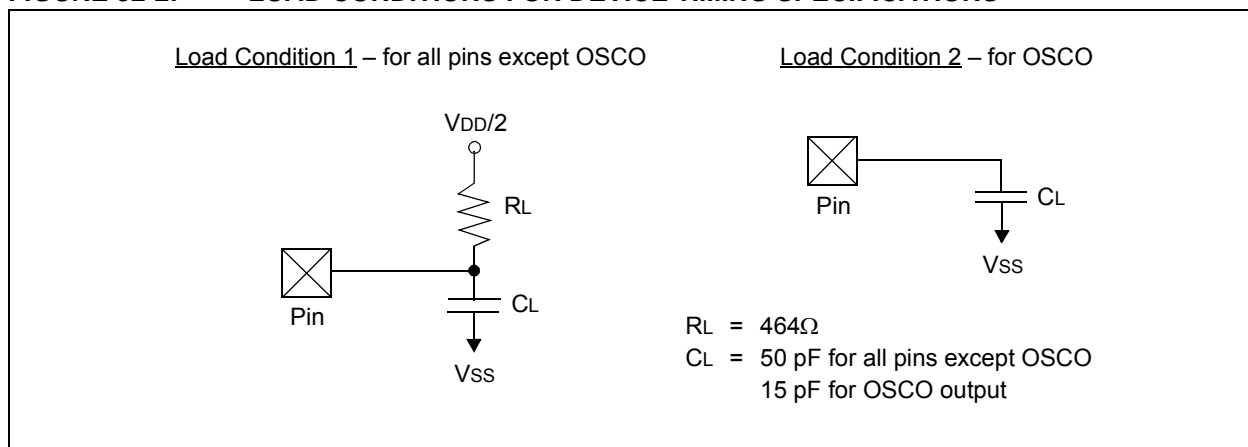 Load Condition 1 – for all pins except OSCO
Load Condition 2 – for OSCO
VDD/2
RL
Pin
CL
VSS
Pin
CL
VSS
RL = 464Ω
CL = 50 pF for all pins except OSCO
15 pF for OSCO output